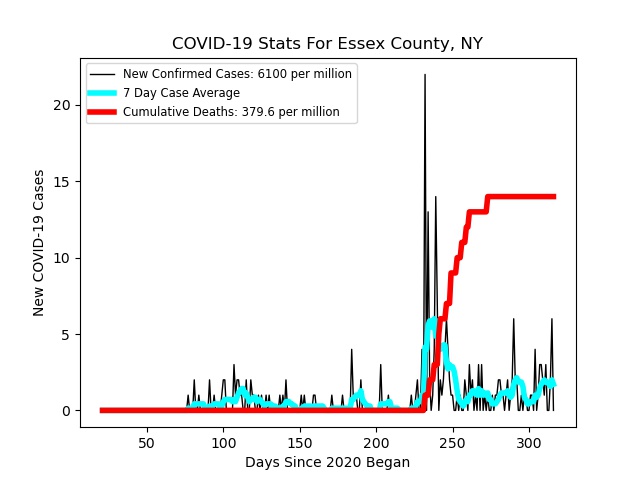 COVID-19 Stats For Essex County, NY
New Confirmed Cases: 6100 per million
7 Day Case Average
Cumulative Deaths: 379.6 per million
New COVID-19 Cases
20
15
10
5
0
50 100 150 200 250 300
Days Since 2020 Began